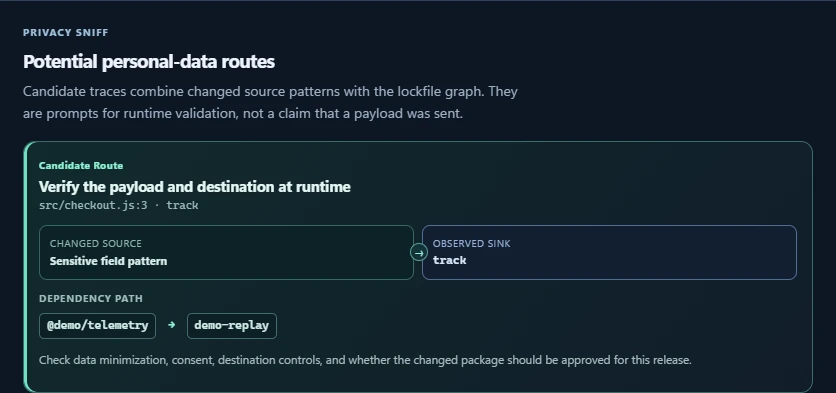 PRIVACY SNIFF
Potential personal-data routes
Candidate traces combine changed source patterns with the lockfile graph. They
are prompts for runtime validation, not a claim that a payload was sent.
Candidate Route
Verify the payload and destination at runtime
src/checkout.js:3 · track
CHANGED SOURCE
Sensitive field pattern
→
OBSERVED SINK
track
DEPENDENCY PATH
@demo/telemetry → demo-replay
Check data minimization, consent, destination controls, and whether the changed package should be approved for this release.